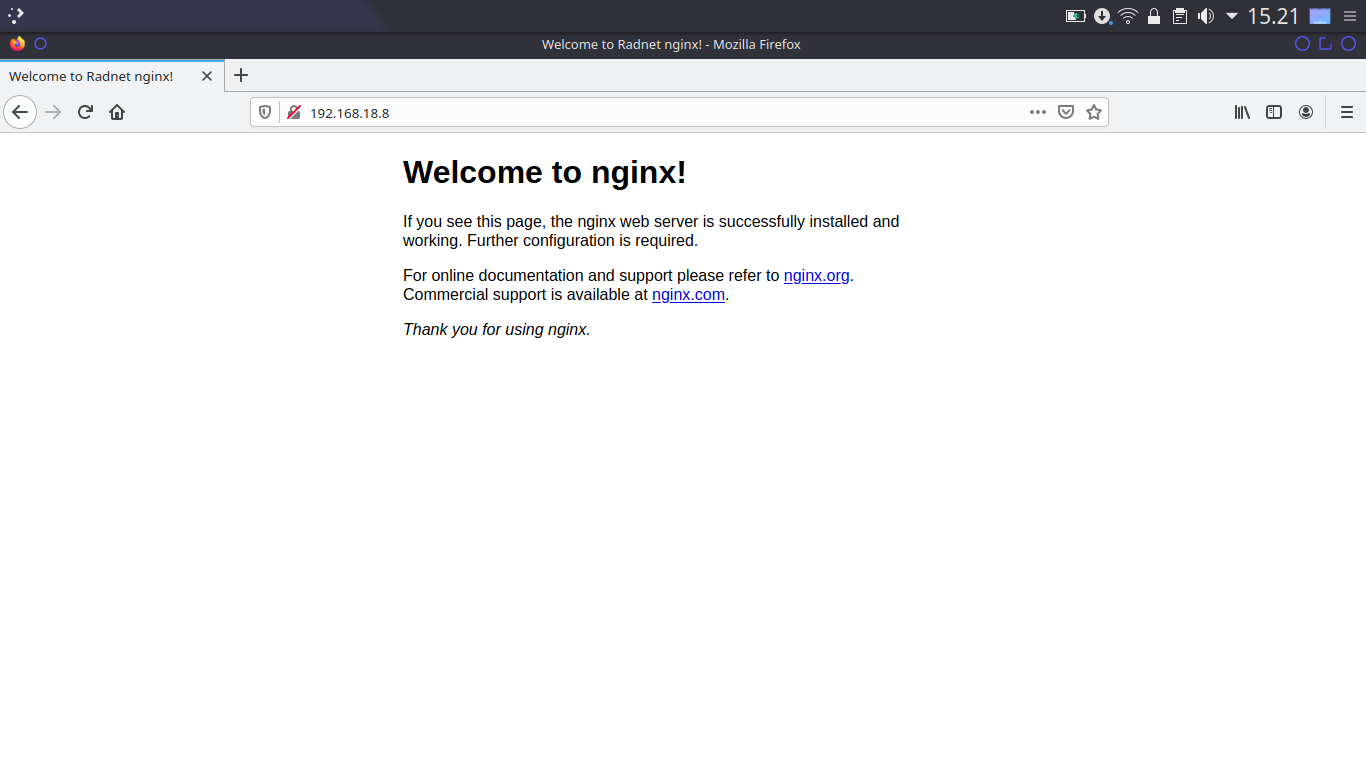 15.21
Welcome to Radnet nginx! - Mozilla Firefox
Welcome to Radnet nginx!
192.168.18.8
Welcome to nginx!
If you see this page, the nginx web server is successfully installed and
working. Further configuration is required.
For online documentation and support please refer to nginx.org.
Commercial support is available at nginx.com.
Thank you for using nginx.